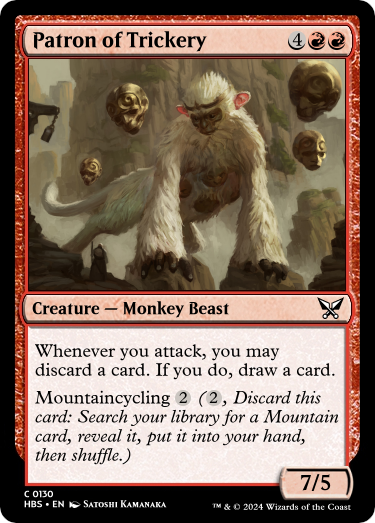 Patron of Trickery 4
Creature — Monkey Beast
Whenever you attack, you may
discard a card. If you do, draw a card.
Mountaincycling 2 (2, Discard this
card: Search your library for a Mountain
card, reveal it, put it into your hand,
then shuffle.)
7/5
C 0130
HBS • EN Satoshi Kamanaka
™ & © 2024 Wizards of the Coast